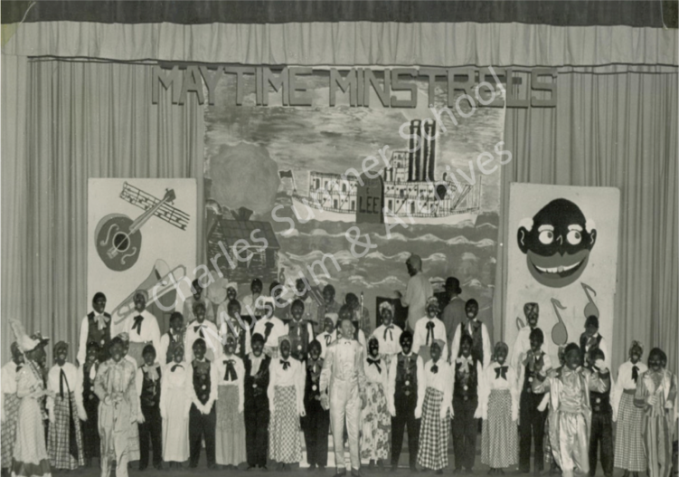 MAYTIME MINSTRELS
LEE
Charles Sumner School
Museum & Archives